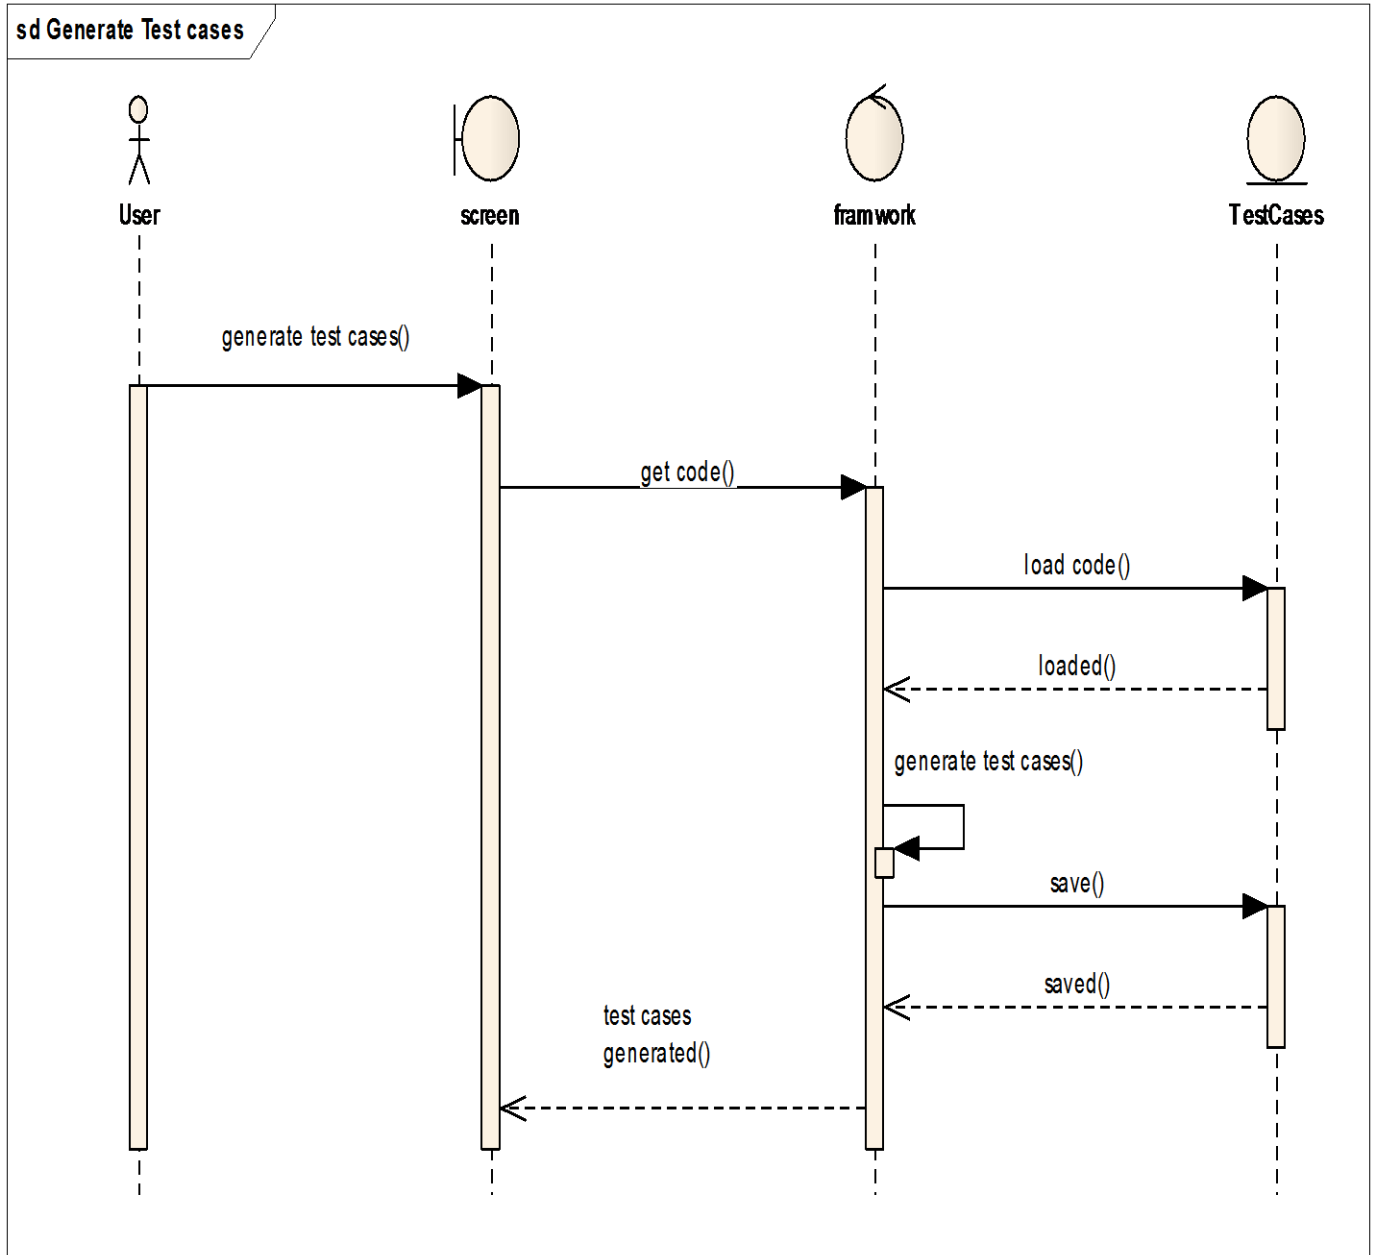 sd Generate Test cases
User
screen
framwork
TestCases
generate test cases()
get code()
load code()
loaded()
generate test cases()
save()
saved()
test cases
generated()